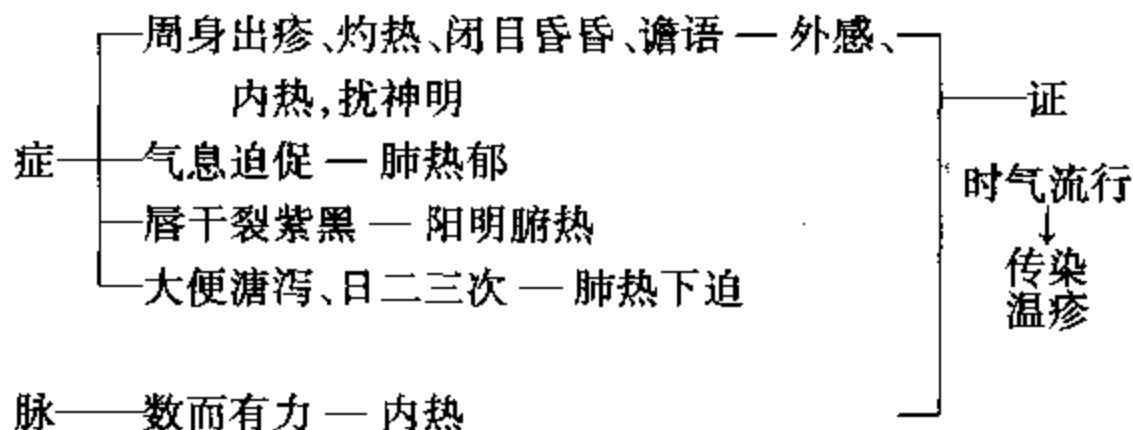 周身出疹、灼热、闭目昏昏、谵语 — 外感、
内热,扰神明
证
症
气息迫促 — 肺热郁
时气流行
唇干裂紫黑 — 阳明腑热
↓
传染
大便溏泻、日二三次 — 肺热下迫
温疹
脉 — 数而有力 — 内热